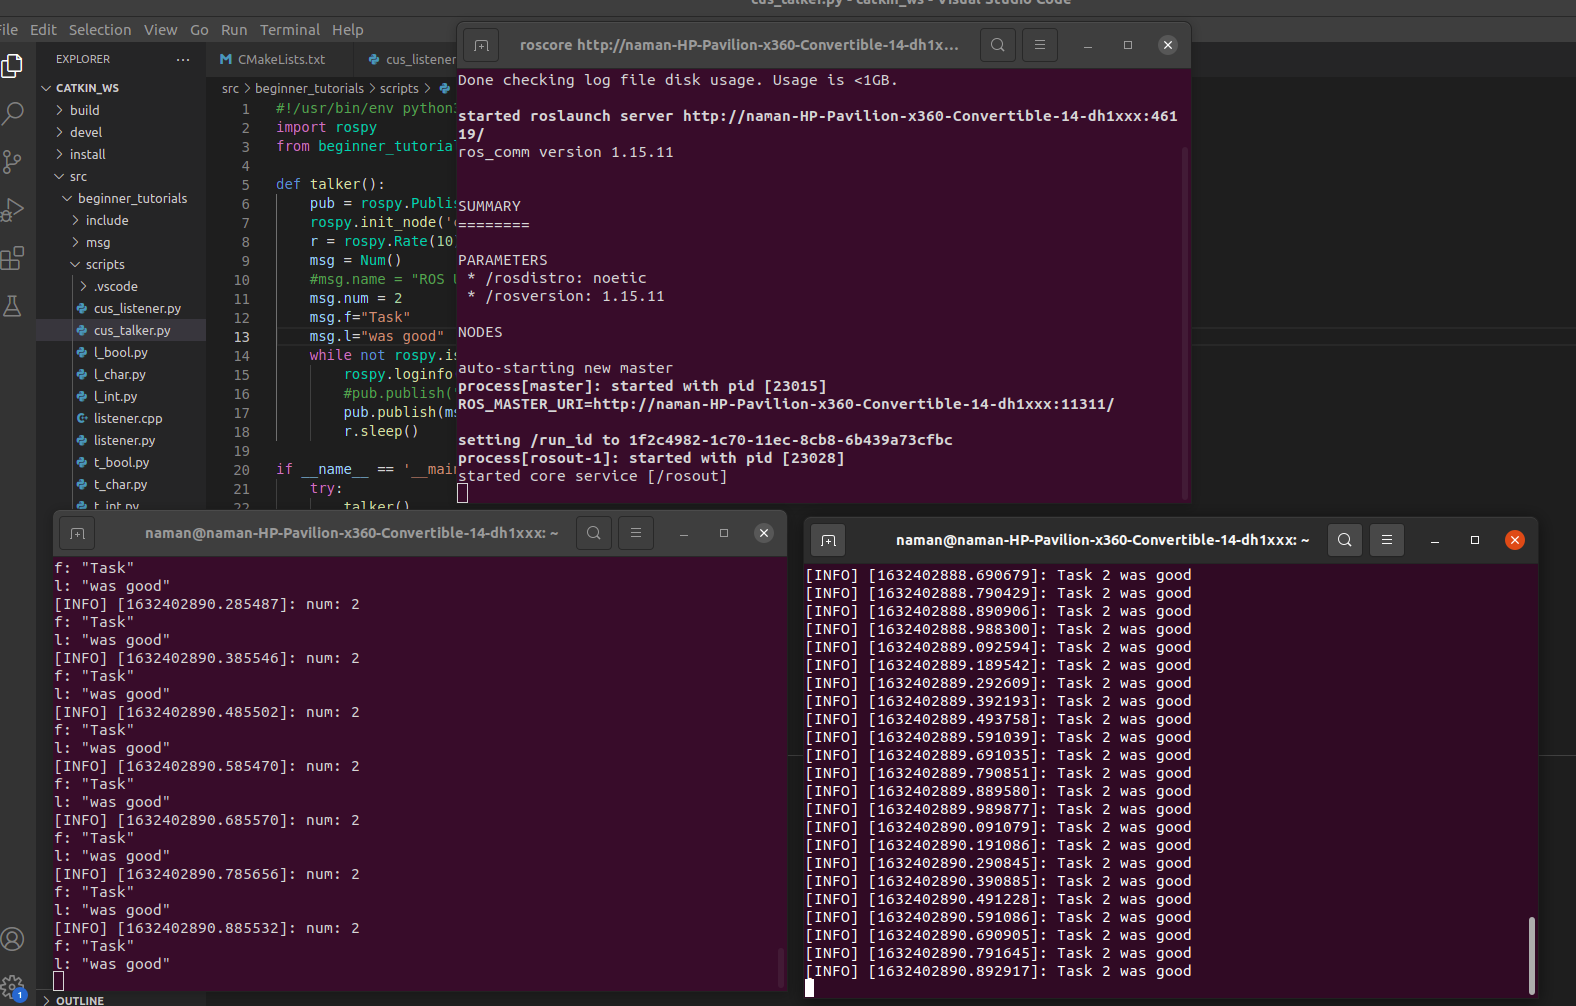 cus_talker.py - catkin_ws - Visual Studio Code
File Edit Selection View Go Run Terminal Help
EXPLORER
CATKIN_WS
build
devel
install
src
beginner_tutorials
include
msg
scripts
.vscode
cus_listener.py
cus_talker.py
l_bool.py
l_char.py
l_int.py
listener.cpp
listener.py
t_bool.py
t_char.py
t_int.py
OUTLINE
1
CMakeLists.txt cus_listener
src > beginner_tutorials > scripts >
1 #!/usr/bin/env python3
2 import rospy
3 from beginner_tutoria
4
5 def talker():
6 pub = rospy.Publis
7 rospy.init_node('
8 r = rospy.Rate(10
9 msg = Num()
10 #msg.name = "ROS
11 msg.num = 2
12 msg.f="Task"
13 msg.l="was good"
14 while not rospy.is
15 rospy.loginfo
16 #pub.publish(
17 pub.publish(ms
18 r.sleep()
19
20 if __name__ == '__main
21 try:
22 talker()
roscore http://naman-HP-Pavilion-x360-Convertible-14-dh1x...
Done checking log file disk usage. Usage is <1GB.
started roslaunch server http://naman-HP-Pavilion-x360-Convertible-14-dh1xxx:461
19/
ros_comm version 1.15.11
SUMMARY
========
PARAMETERS
* /rosdistro: noetic
* /rosversion: 1.15.11
NODES
auto-starting new master
process[master]: started with pid [23015]
ROS_MASTER_URI=http://naman-HP-Pavilion-x360-Convertible-14-dh1xxx:11311/
setting /run_id to 1f2c4982-1c70-11ec-8cb8-6b439a73cfbc
process[rosout-1]: started with pid [23028]
started core service [/rosout]
naman@naman-HP-Pavilion-x360-Convertible-14-dh1xxx: ~
f: "Task"
l: "was good"
[INFO] [1632402890.285487]: num: 2
f: "Task"
l: "was good"
[INFO] [1632402890.385546]: num: 2
f: "Task"
l: "was good"
[INFO] [1632402890.485502]: num: 2
f: "Task"
l: "was good"
[INFO] [1632402890.585470]: num: 2
f: "Task"
l: "was good"
[INFO] [1632402890.685570]: num: 2
f: "Task"
l: "was good"
[INFO] [1632402890.785656]: num: 2
f: "Task"
l: "was good"
[INFO] [1632402890.885532]: num: 2
f: "Task"
l: "was good"
naman@naman-HP-Pavilion-x360-Convertible-14-dh1xxx: ~
[INFO] [1632402888.690679]: Task 2 was good
[INFO] [1632402888.790429]: Task 2 was good
[INFO] [1632402888.890906]: Task 2 was good
[INFO] [1632402888.988300]: Task 2 was good
[INFO] [1632402889.092594]: Task 2 was good
[INFO] [1632402889.189542]: Task 2 was good
[INFO] [1632402889.292609]: Task 2 was good
[INFO] [1632402889.392193]: Task 2 was good
[INFO] [1632402889.493758]: Task 2 was good
[INFO] [1632402889.591039]: Task 2 was good
[INFO] [1632402889.691035]: Task 2 was good
[INFO] [1632402889.790851]: Task 2 was good
[INFO] [1632402889.889580]: Task 2 was good
[INFO] [1632402889.989877]: Task 2 was good
[INFO] [1632402890.091079]: Task 2 was good
[INFO] [1632402890.191086]: Task 2 was good
[INFO] [1632402890.290845]: Task 2 was good
[INFO] [1632402890.390885]: Task 2 was good
[INFO] [1632402890.491228]: Task 2 was good
[INFO] [1632402890.591086]: Task 2 was good
[INFO] [1632402890.690905]: Task 2 was good
[INFO] [1632402890.791645]: Task 2 was good
[INFO] [1632402890.892917]: Task 2 was good